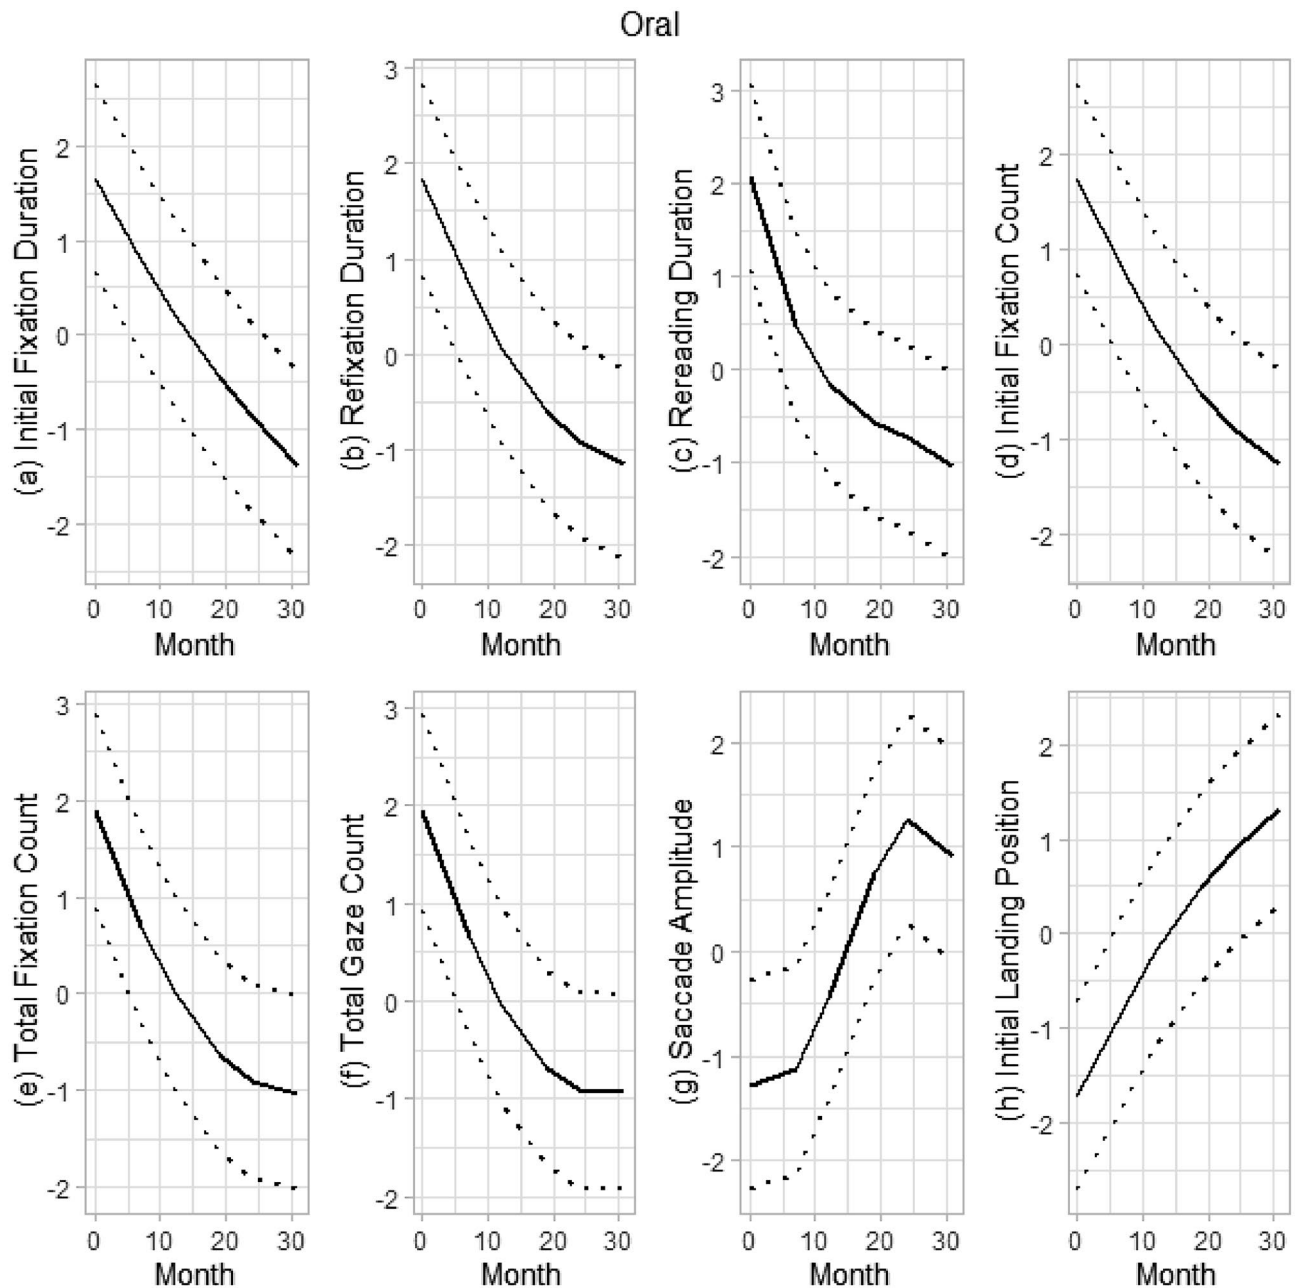 Oral
(a) Initial Fixation Duration
2
1
0
-1
-2
0 10 20 30
Month
(b) Refixation Duration
3
2
1
0
-1
-2
0 10 20 30
Month
(c) Rereading Duration
3
2
1
0
-1
-2
0 10 20 30
Month
(d) Initial Fixation Count
2
1
0
-1
-2
0 10 20 30
Month
(e) Total Fixation Count
3
2
1
0
-1
-2
0 10 20 30
Month
(f) Total Gaze Count
3
2
1
0
-1
-2
0 10 20 30
Month
(g) Saccade Amplitude
2
1
0
-1
-2
0 10 20 30
Month
(h) Initial Landing Position
2
1
0
-1
-2
0 10 20 30
Month